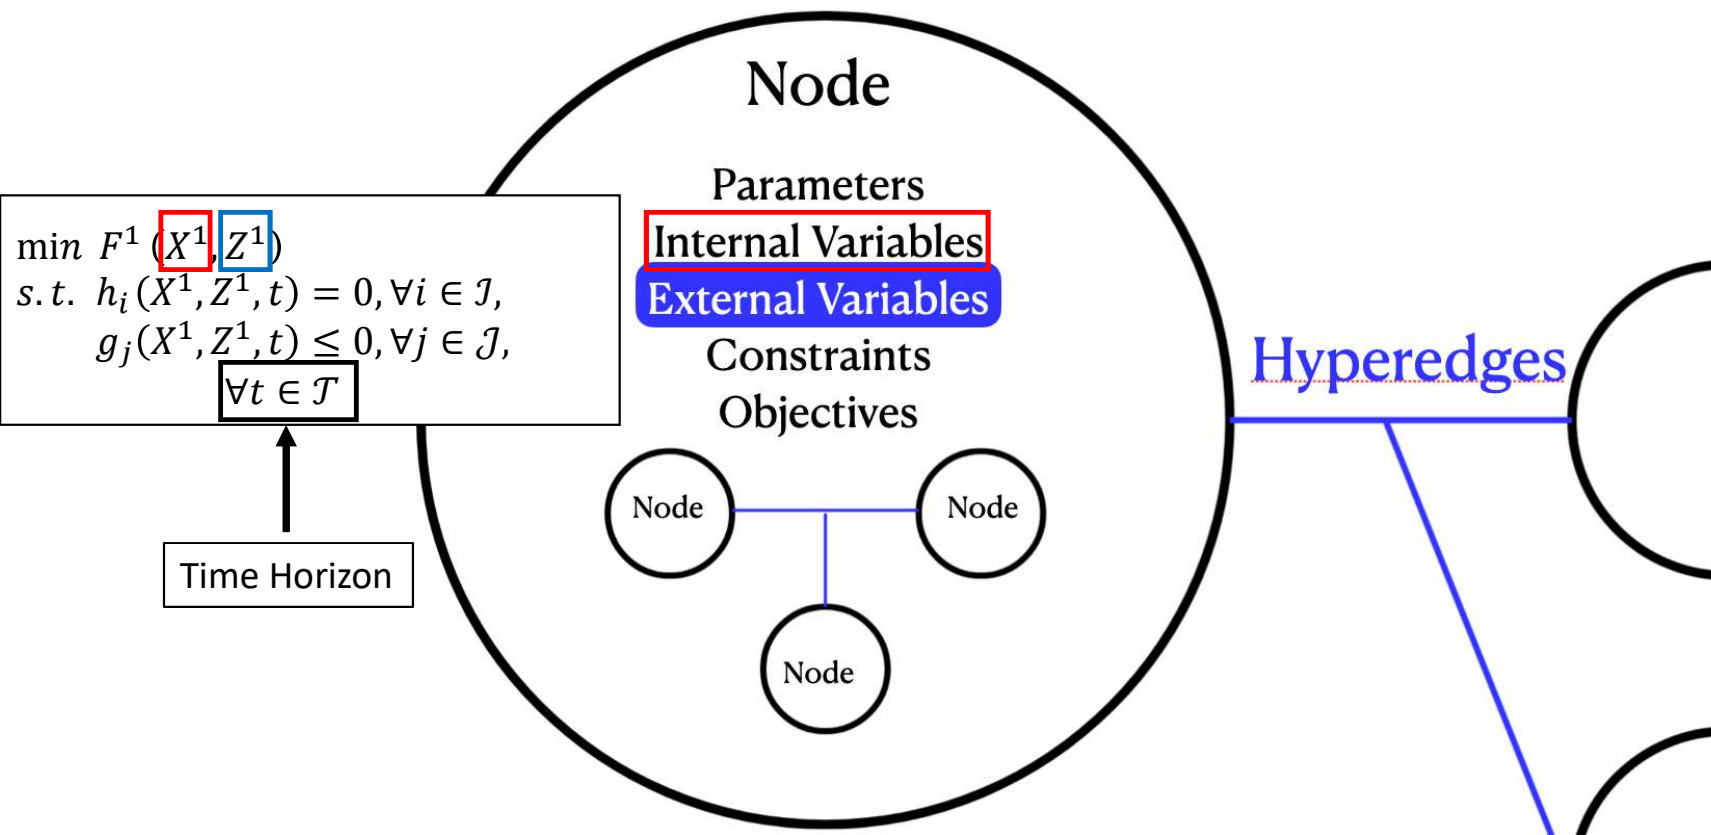 Node
Parameters
Internal Variables
External Variables
Constraints
Objectives
Node
Node
Node
min F¹ (X¹, Z¹)
s.t. hᵢ(X¹, Z¹, t) = 0, ∀i ∈ ℐ,
gⱼ(X¹, Z¹, t) ≤ 0, ∀j ∈ 𝒥,
∀t ∈ 𝒯
Time Horizon
Hyperedges